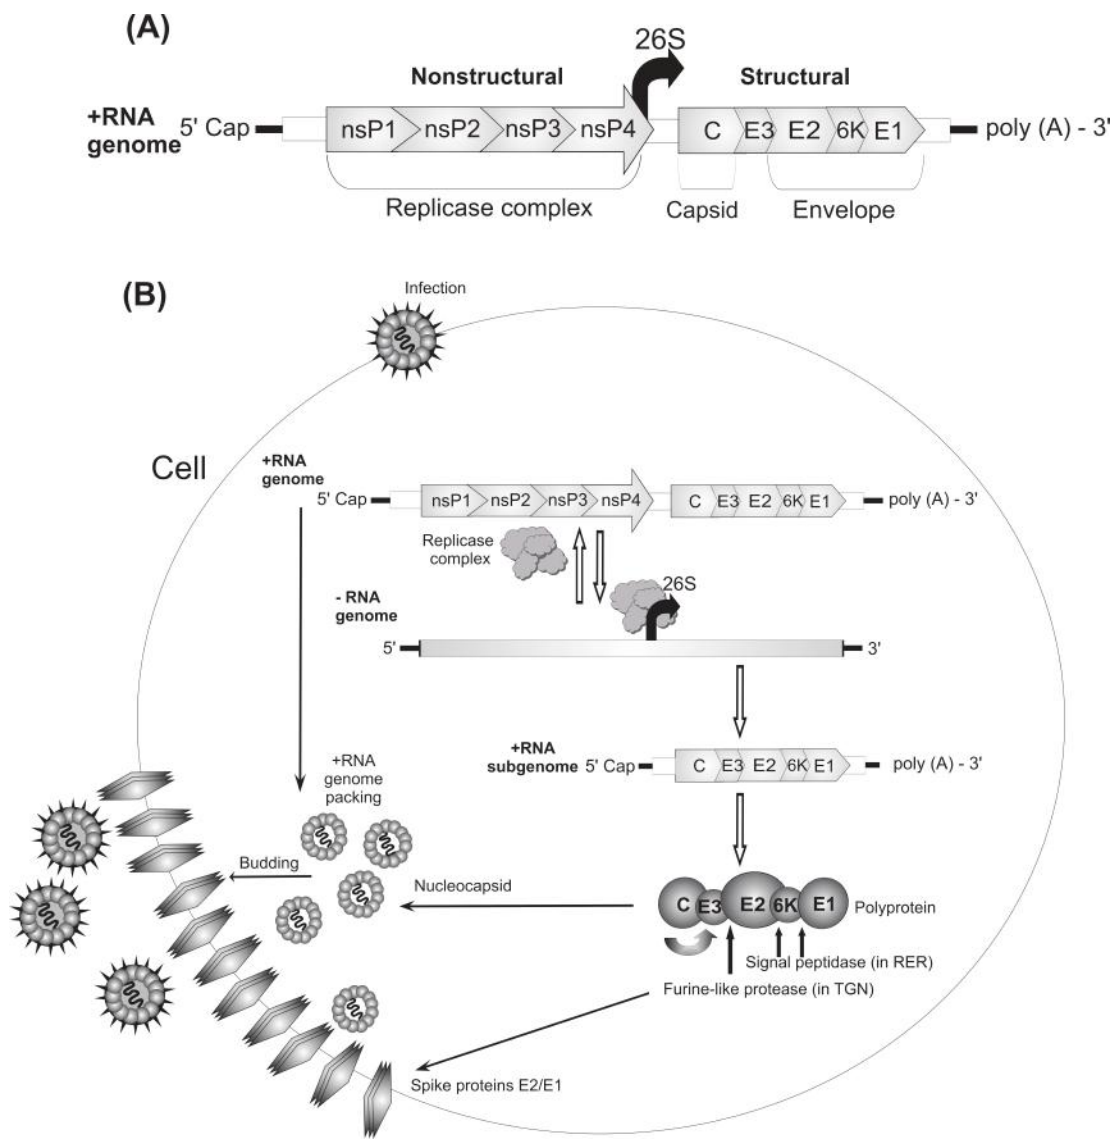 (A)
26S
Nonstructural
Structural
+RNA
genome
5' Cap
nsP1
nsP2
nsP3
nsP4
C
E3
E2
6K
E1
poly (A) - 3'
Replicase complex
Capsid
Envelope
(B)
Infection
Cell
+RNA
genome
5' Cap
nsP1
nsP2
nsP3
nsP4
C
E3
E2
6K
E1
poly (A) - 3'
Replicase
complex
26S
- RNA
genome
5'
3'
+RNA
subgenome
5' Cap
C
E3
E2
6K
E1
poly (A) - 3'
+RNA
genome
packing
Budding
Nucleocapsid
C
E3
E2
6K
E1
Polyprotein
Signal peptidase (in RER)
Furine-like protease (in TGN)
Spike proteins E2/E1